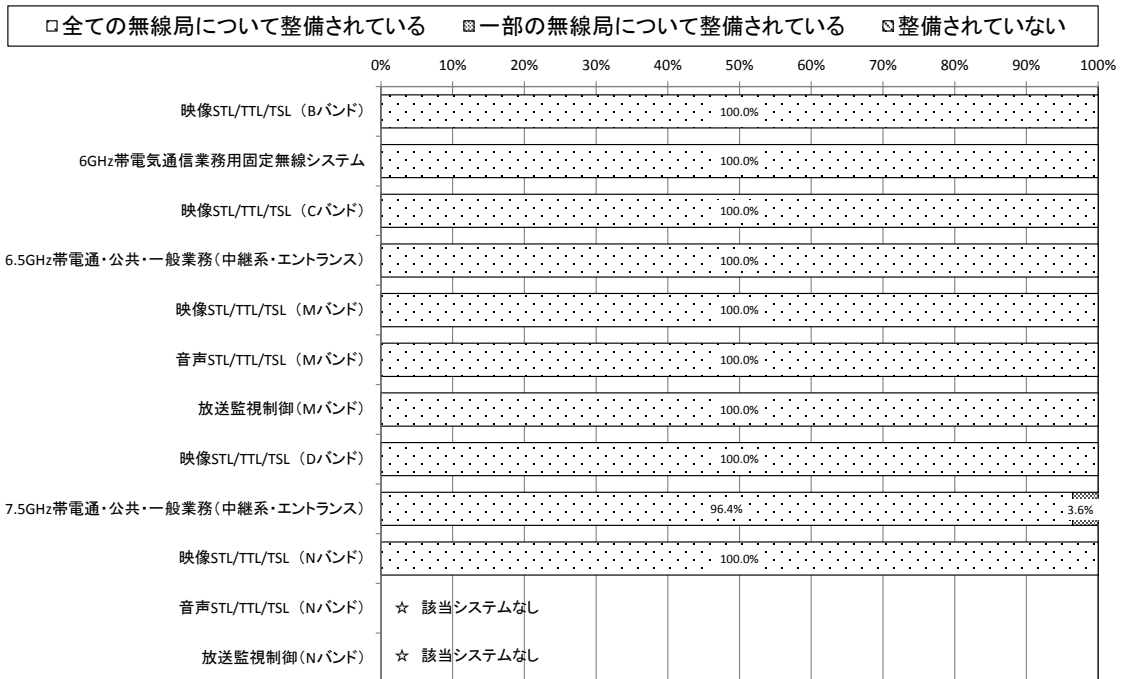 全ての無線局について整備されている 一部の無線局について整備されている 整備されていない
0% 10% 20% 30% 40% 50% 60% 70% 80% 90% 100%
映像STL/TTL/TSL（Bバンド） 100.0%
6GHz帯電気通信業務用固定無線システム 100.0%
映像STL/TTL/TSL（Cバンド） 100.0%
6.5GHz帯電通・公共・一般業務（中継系・エントランス） 100.0%
映像STL/TTL/TSL（Mバンド） 100.0%
音声STL/TTL/TSL（Mバンド） 100.0%
放送監視制御（Mバンド） 100.0%
映像STL/TTL/TSL（Dバンド） 100.0%
7.5GHz帯電通・公共・一般業務（中継系・エントランス） 96.4% 3.6%
映像STL/TTL/TSL（Nバンド） 100.0%
音声STL/TTL/TSL（Nバンド） ☆ 該当システムなし
放送監視制御（Nバンド） ☆ 該当システムなし